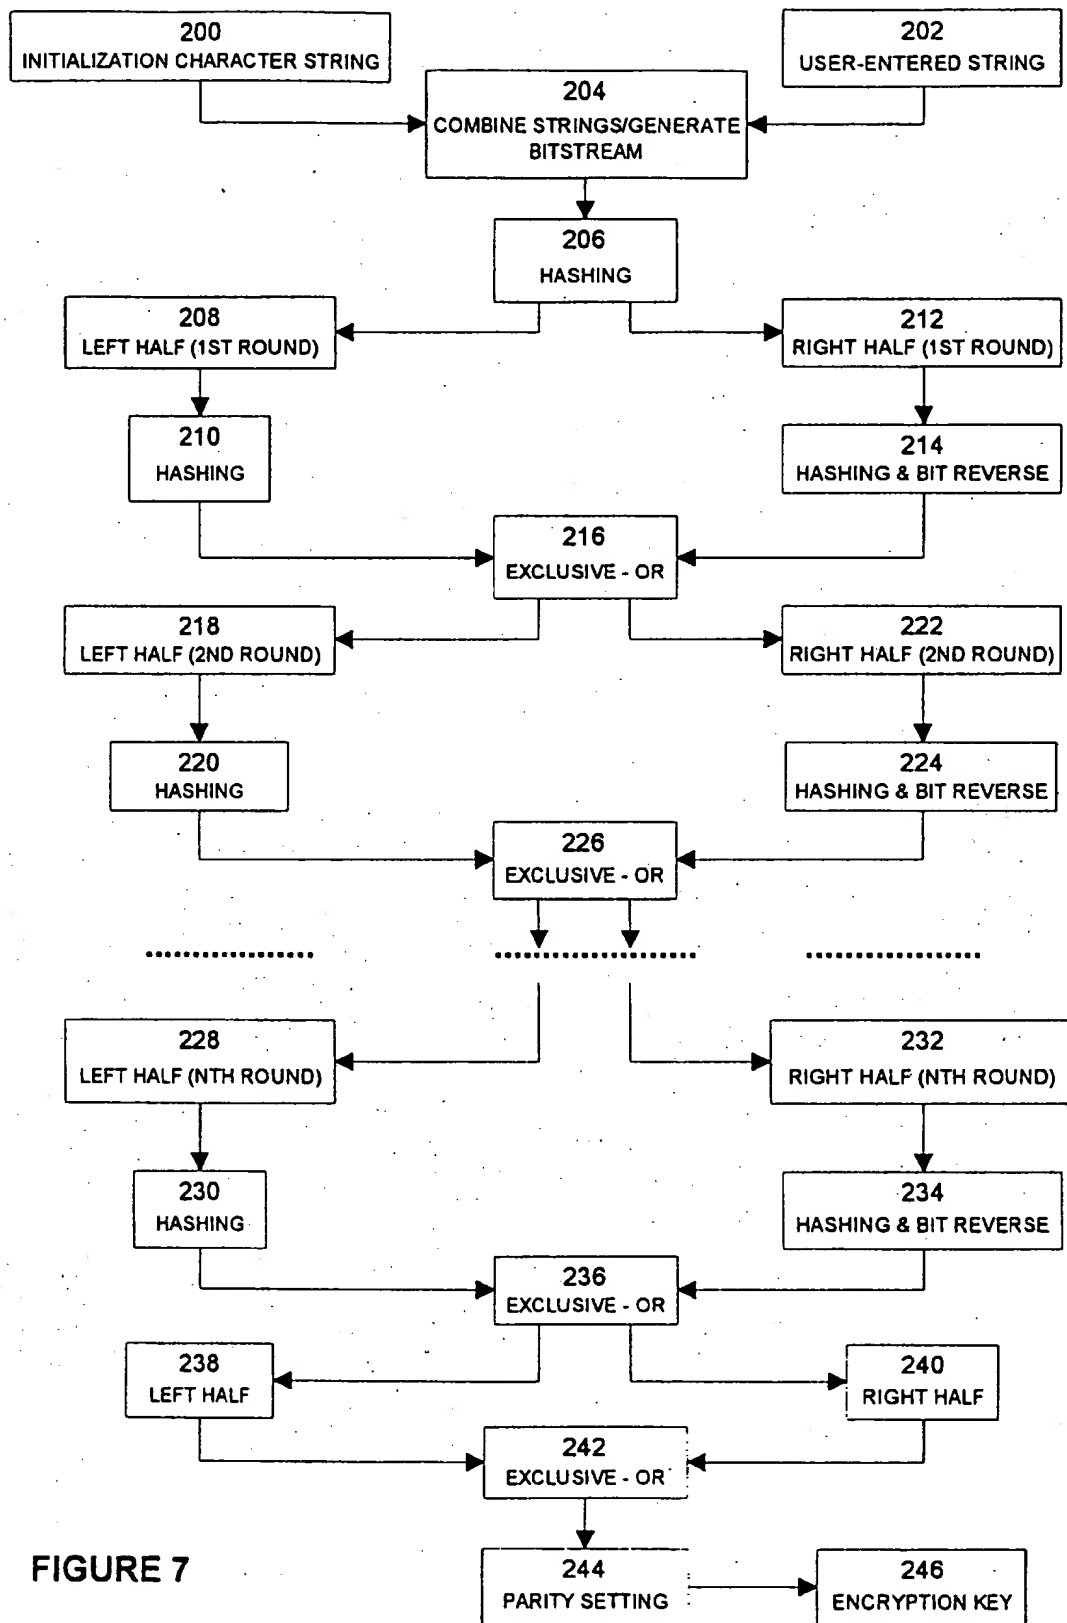 200
INITIALIZATION CHARACTER STRING
202
USER-ENTERED STRING
204
COMBINE STRINGS/GENERATE
BITSTREAM
206
HASHING
208
LEFT HALF (1ST ROUND)
212
RIGHT HALF (1ST ROUND)
210
HASHING
214
HASHING & BIT REVERSE
216
EXCLUSIVE - OR
218
LEFT HALF (2ND ROUND)
222
RIGHT HALF (2ND ROUND)
220
HASHING
224
HASHING & BIT REVERSE
226
EXCLUSIVE - OR
228
LEFT HALF (NTH ROUND)
232
RIGHT HALF (NTH ROUND)
230
HASHING
234
HASHING & BIT REVERSE
236
EXCLUSIVE - OR
238
LEFT HALF
240
RIGHT HALF
242
EXCLUSIVE - OR
244
PARITY SETTING
246
ENCRYPTION KEY
FIGURE 7